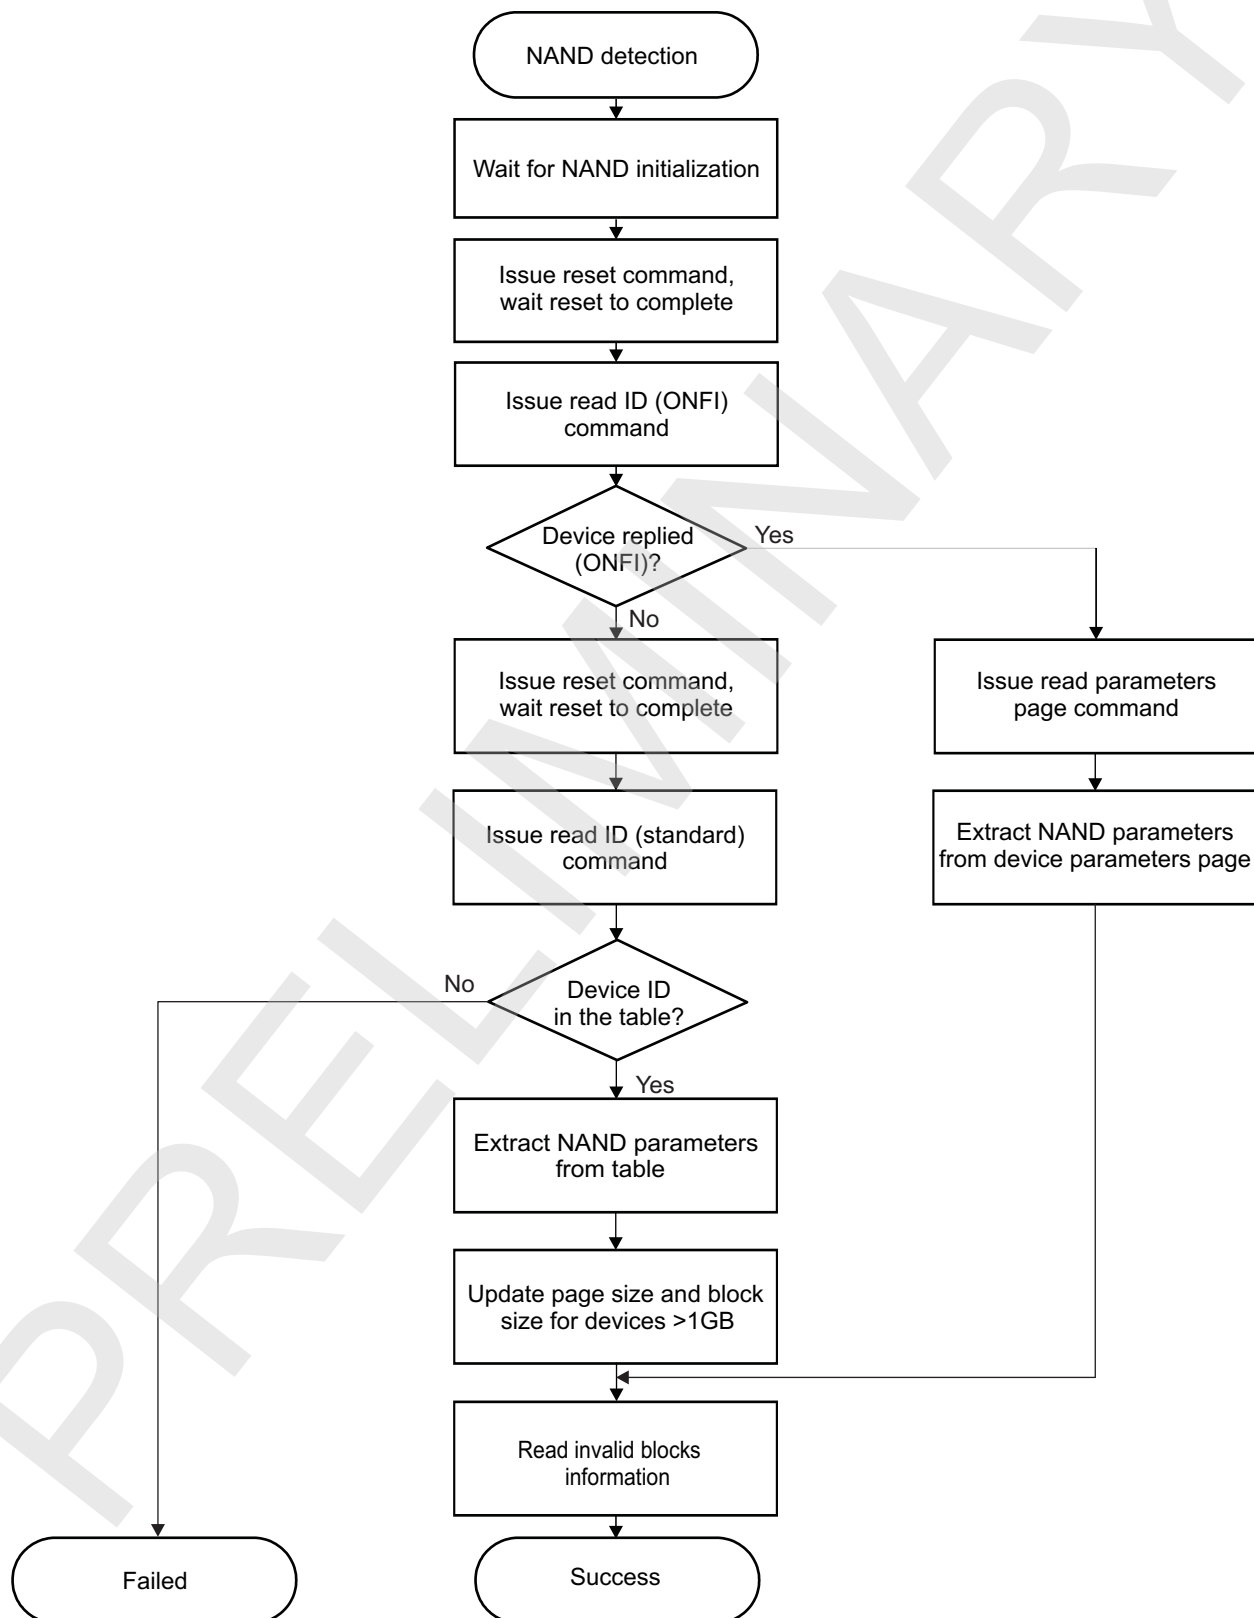 NAND detection
Wait for NAND initialization
Issue reset command,
wait reset to complete
Issue read ID (ONFI)
command
Device replied
(ONFI)?
Yes
No
Issue reset command,
wait reset to complete
Issue read parameters
page command
Issue read ID (standard)
command
Extract NAND parameters
from device parameters page
No
Device ID
in the table?
Yes
Extract NAND parameters
from table
Update page size and block
size for devices >1GB
Read invalid blocks
information
Failed
Success
PRELIMINARY